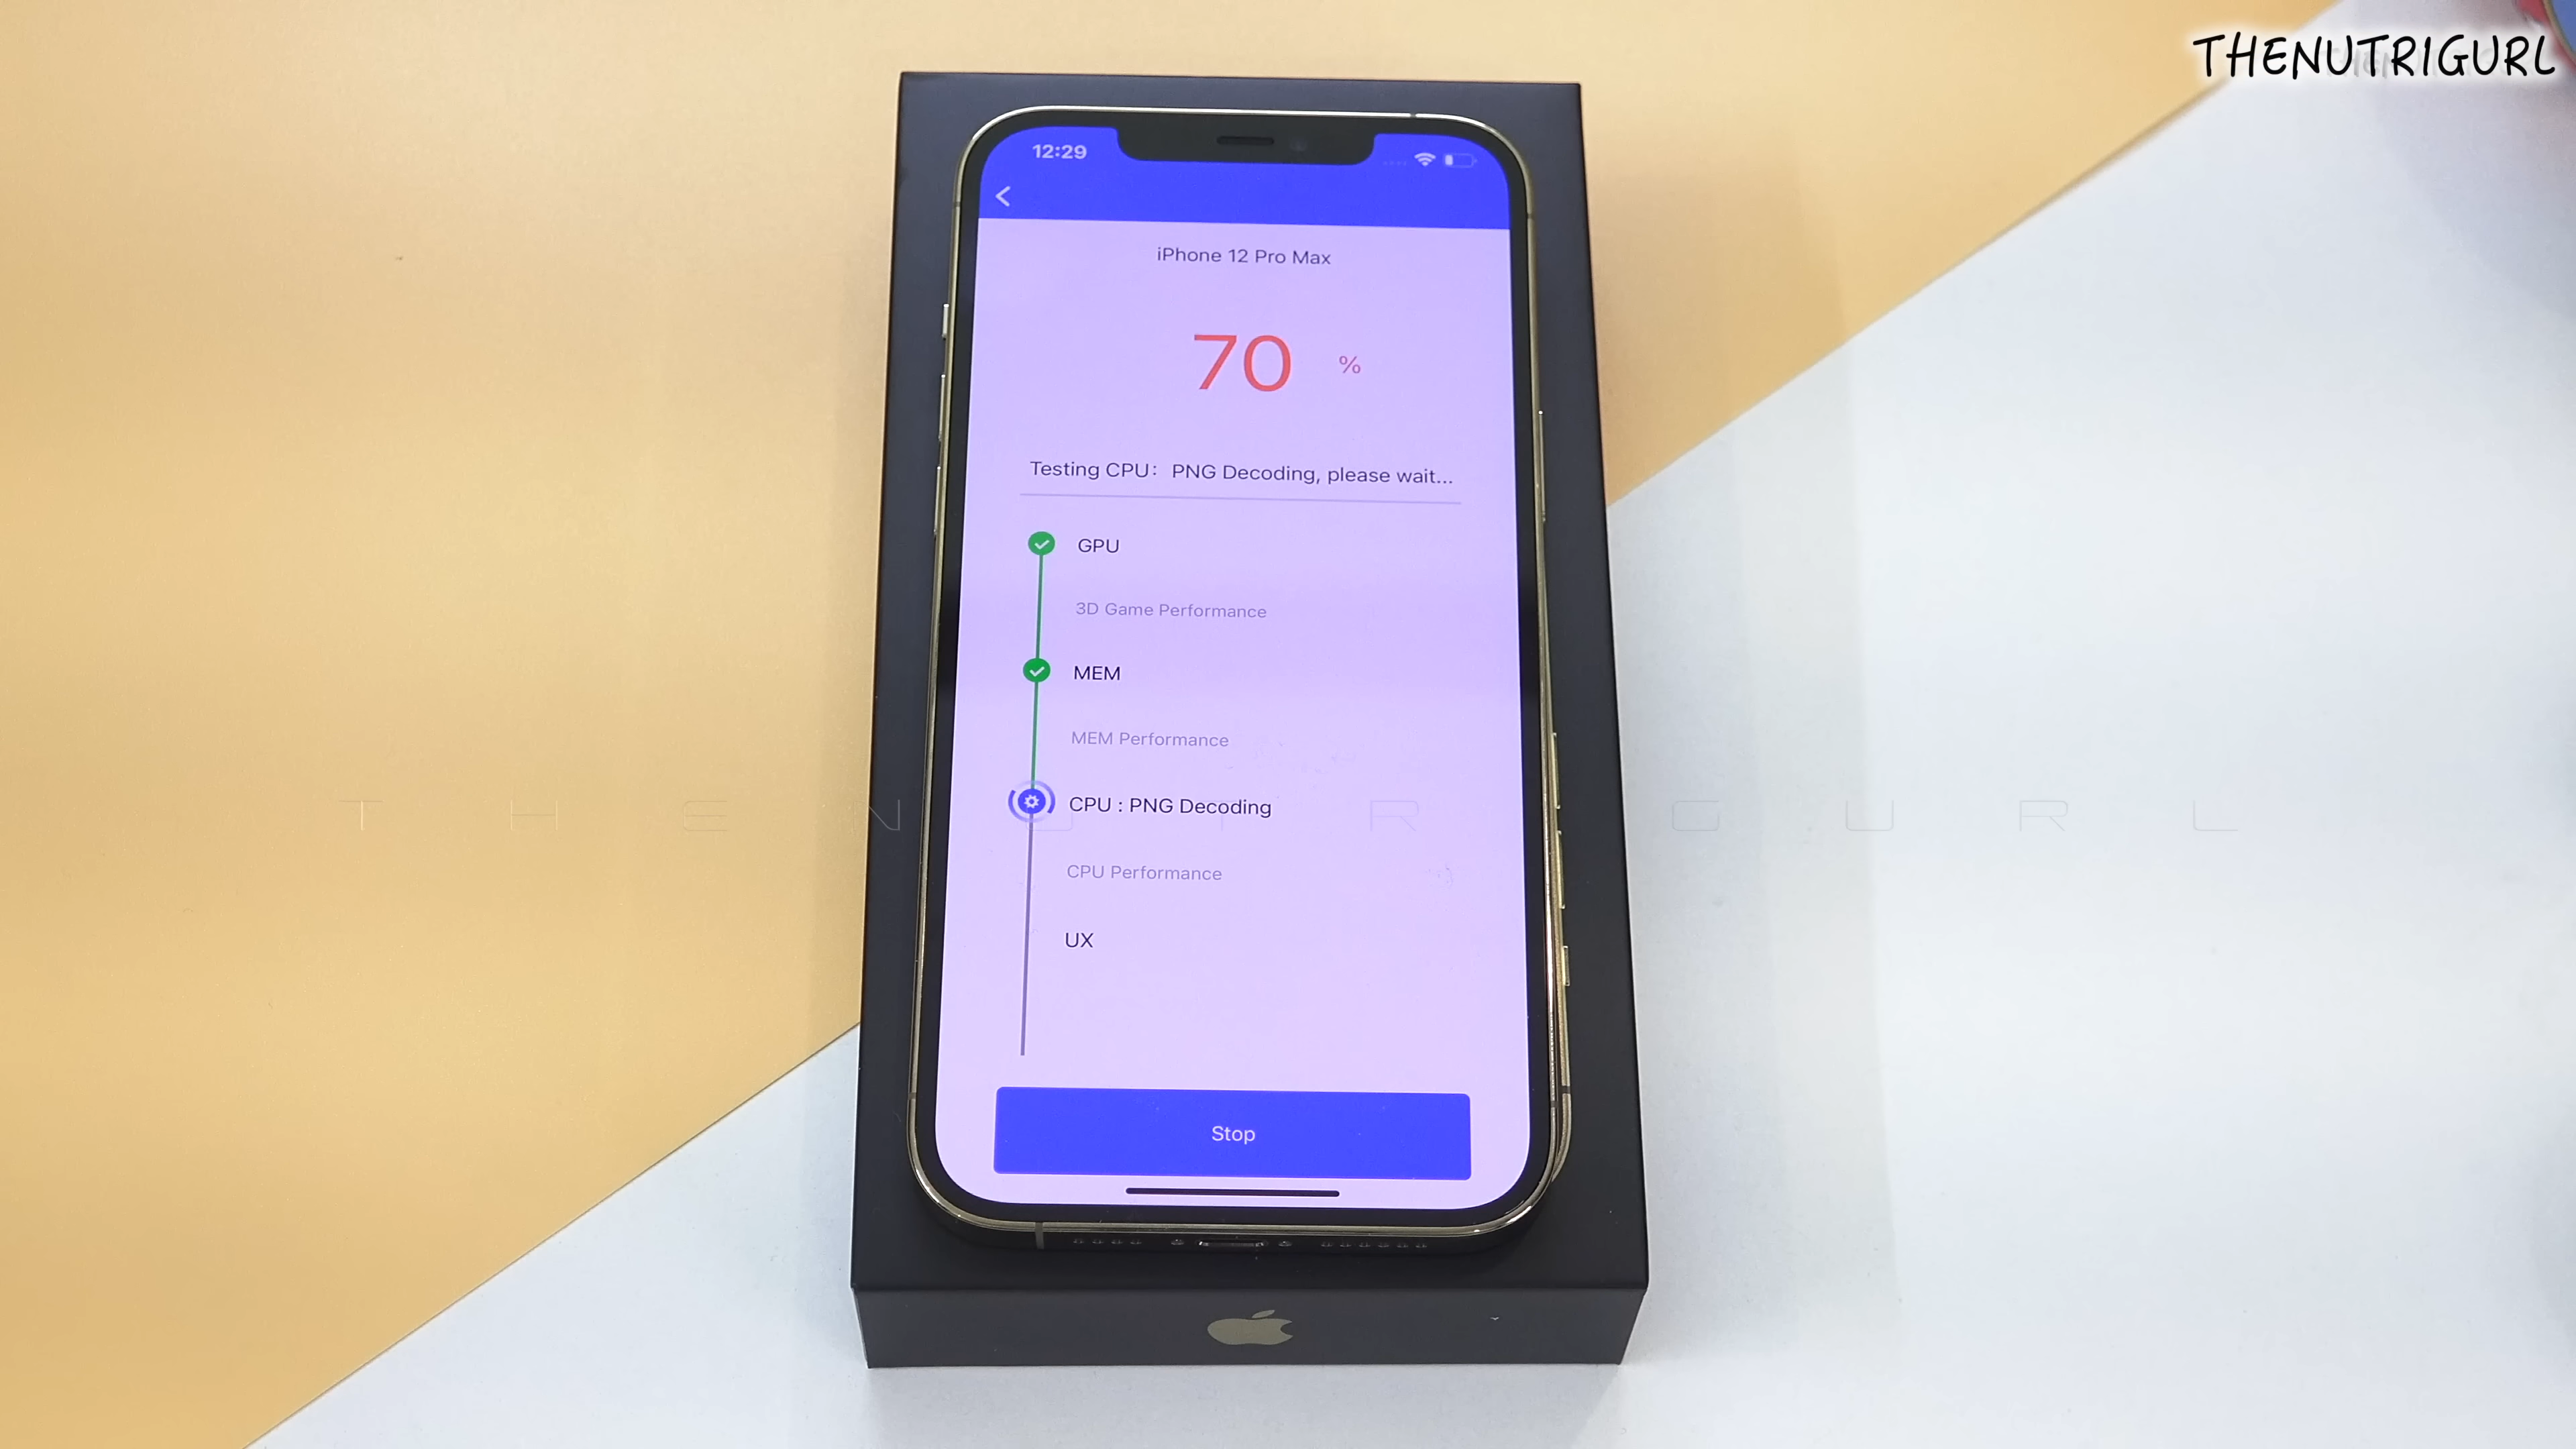 THENUTRIGURL
12:29
iPhone 12 Pro Max
70 %
Testing CPU: PNG Decoding, please wait...
GPU
3D Game Performance
MEM
MEM Performance
CPU : PNG Decoding
THENUTRIGURL
CPU Performance
UX
Stop